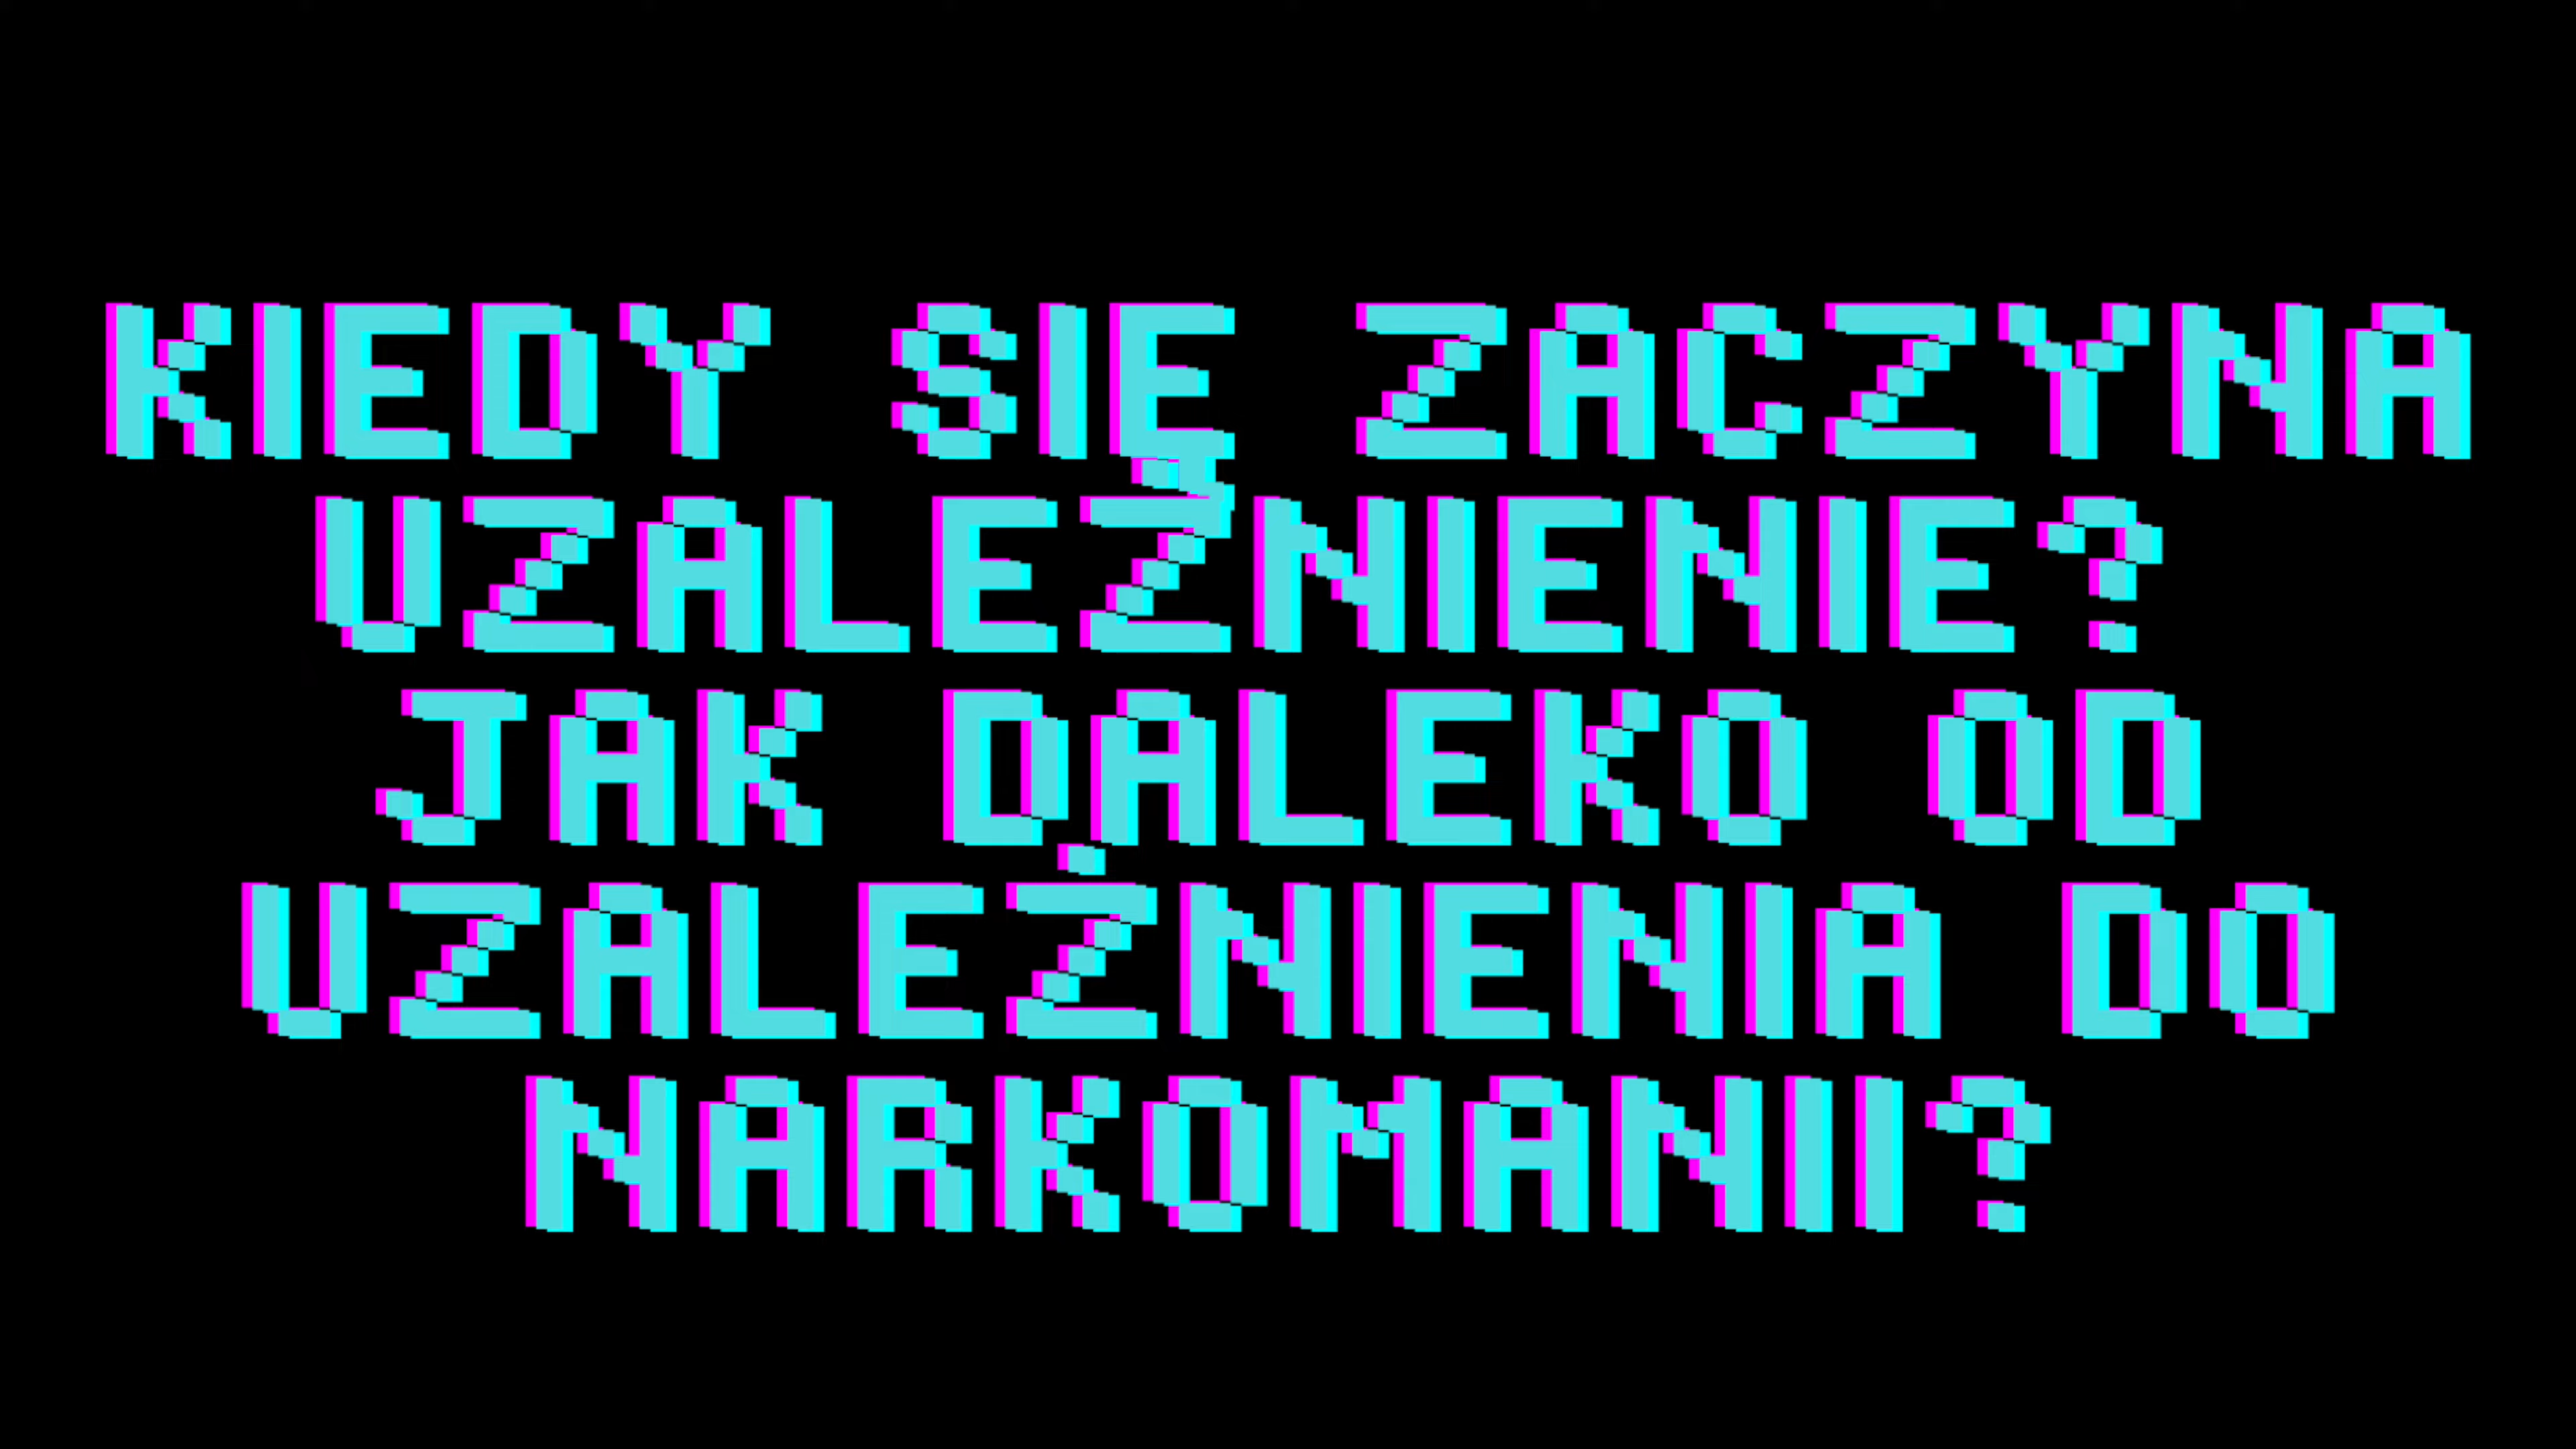 KIEDY SIĘ ZACZYNA
UZALEŻNIENIE?
JAK DALEKO OD
UZALEŻNIENIA DO
NARKOMANII?